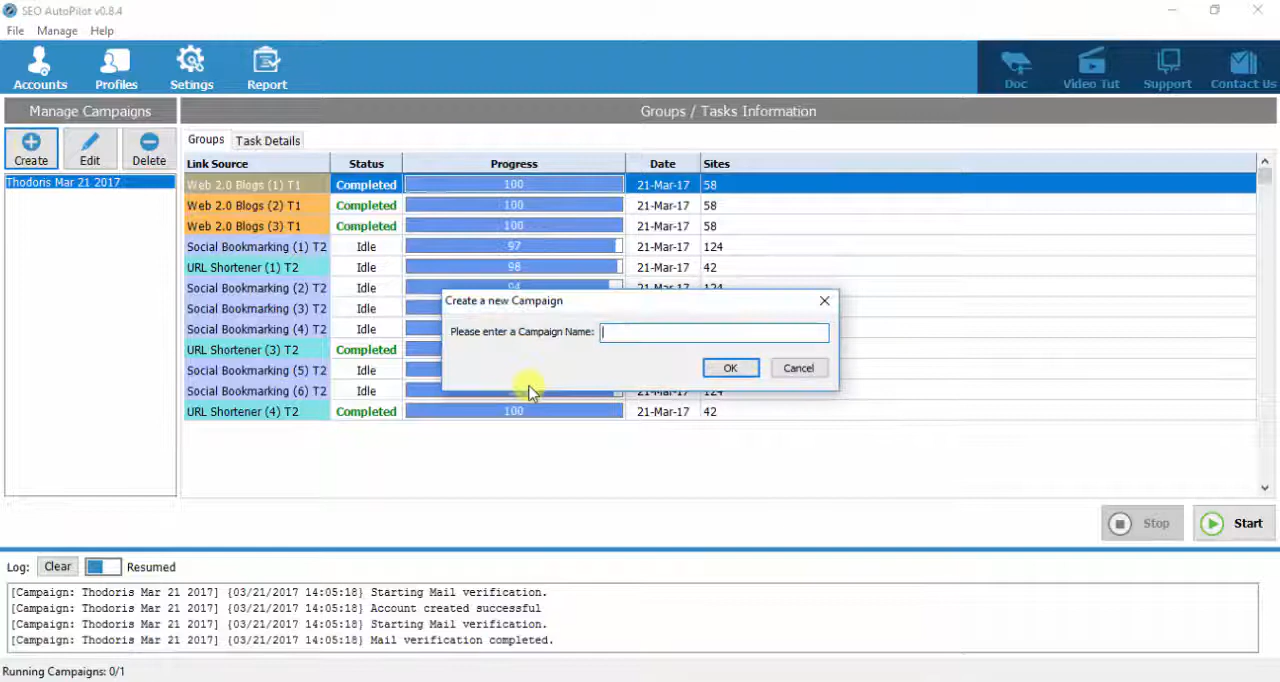 SEO AutoPilot v0.8.4
File Manage Help
Accounts Profiles Setings Report Doc Video Tut Support Contact Us
Manage Campaigns Groups / Tasks Information
Create Edit Delete
Groups Task Details
Link Source Status Progress Date Sites
Thodoris Mar 21 2017
Web 2.0 Blogs (1) T1 Completed 100 21-Mar-17 58
Web 2.0 Blogs (2) T1 Completed 100 21-Mar-17 58
Web 2.0 Blogs (3) T1 Completed 100 21-Mar-17 58
Social Bookmarking (1) T2 Idle 97 21-Mar-17 124
URL Shortener (1) T2 Idle 98 21-Mar-17 42
Social Bookmarking (2) T2 Idle 94 21-Mar-17 124
Social Bookmarking (3) T2 Idle
Social Bookmarking (4) T2 Idle
URL Shortener (3) T2 Completed
Social Bookmarking (5) T2 Idle
Social Bookmarking (6) T2 Idle 21-Mar-17 124
URL Shortener (4) T2 Completed 100 21-Mar-17 42
Create a new Campaign
Please enter a Campaign Name:
OK Cancel
Stop Start
Log: Clear Resumed
[Campaign: Thodoris Mar 21 2017] {03/21/2017 14:05:18} Starting Mail verification.
[Campaign: Thodoris Mar 21 2017] {03/21/2017 14:05:18} Account created successful
[Campaign: Thodoris Mar 21 2017] {03/21/2017 14:05:18} Starting Mail verification.
[Campaign: Thodoris Mar 21 2017] {03/21/2017 14:05:18} Mail verification completed.
Running Campaigns: 0/1